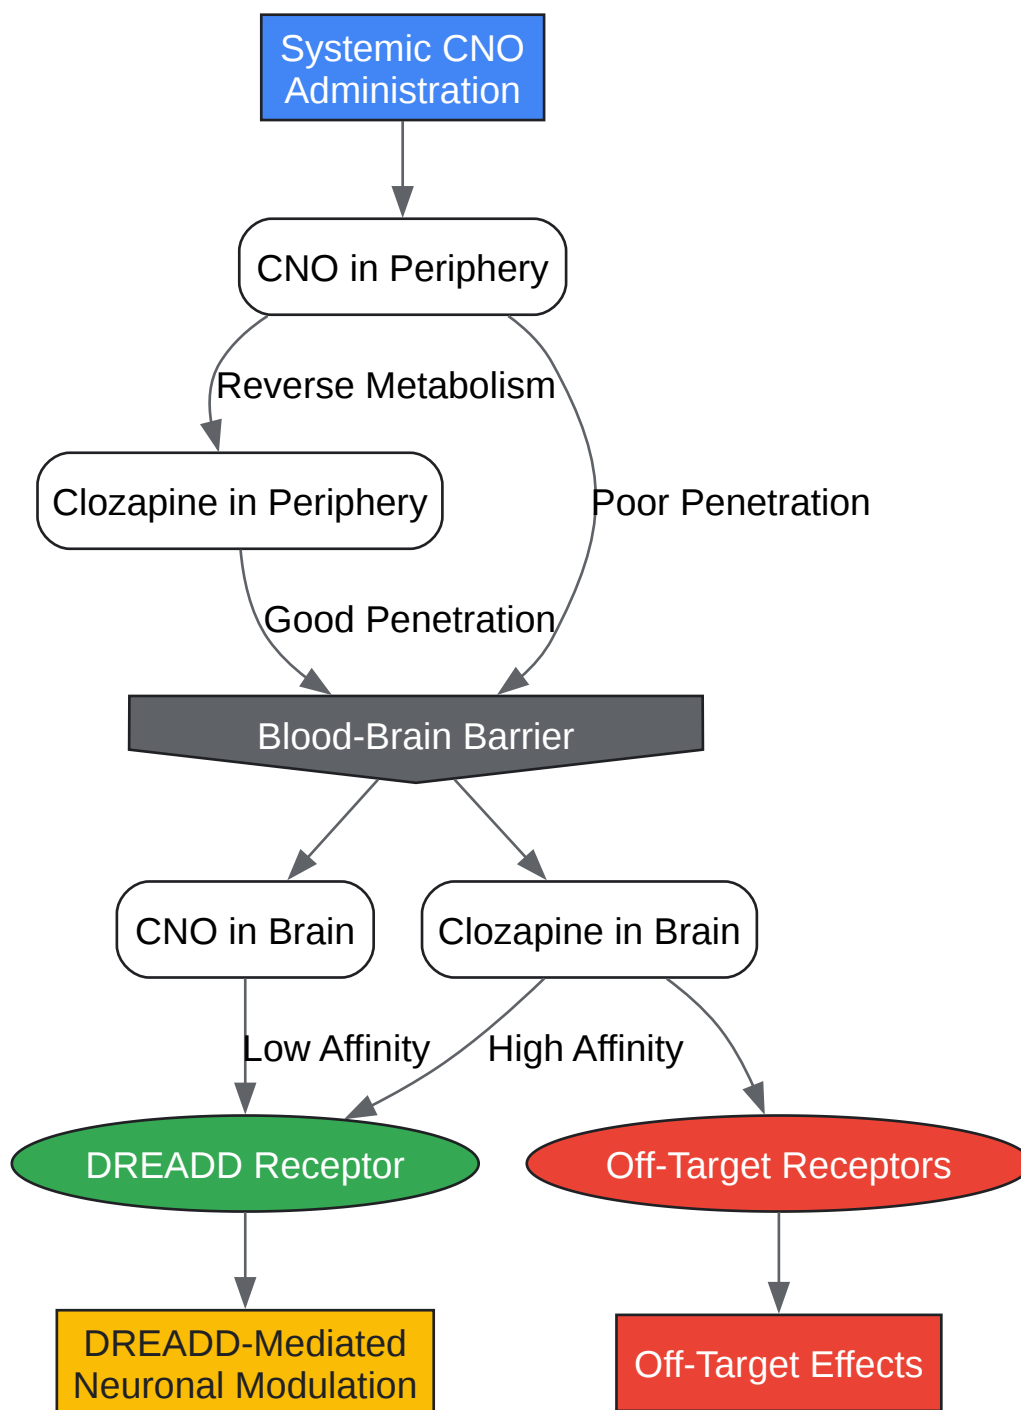 Systemic CNO
Administration
CNO in Periphery
Reverse Metabolism
Clozapine in Periphery
Poor Penetration
Good Penetration
Blood-Brain Barrier
CNO in Brain
Clozapine in Brain
Low Affinity
High Affinity
DREADD Receptor
Off-Target Receptors
DREADD-Mediated
Neuronal Modulation
Off-Target Effects